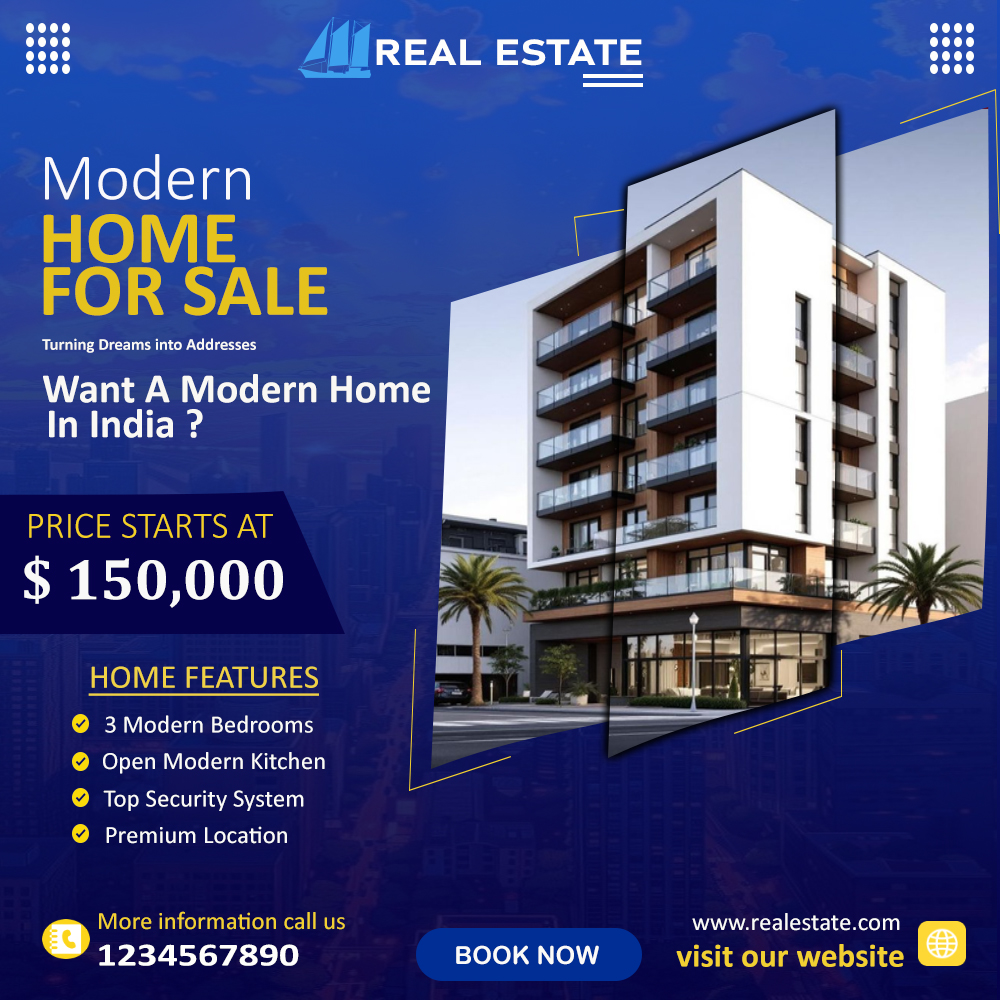 REAL ESTATE
Modern
HOME
FOR SALE
Turning Dreams into Addresses
Want A Modern Home
In India ?
PRICE STARTS AT
$ 150,000
HOME FEATURES
3 Modern Bedrooms
Open Modern Kitchen
Top Security System
Premium Location
More information call us
1234567890
BOOK NOW
www.realestate.com
visit our website